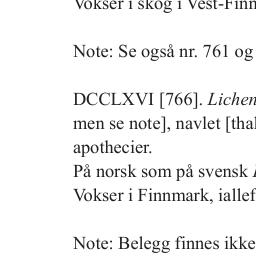 Vokser i skog i Vest-Finn
Note: Se også nr. 761 og
DCCLXVI [766]. Lichen
men se note], navlet [thal
apothecier.
På norsk som på svensk
Vokser i Finnmark, iallef
Note: Belegg finnes ikke